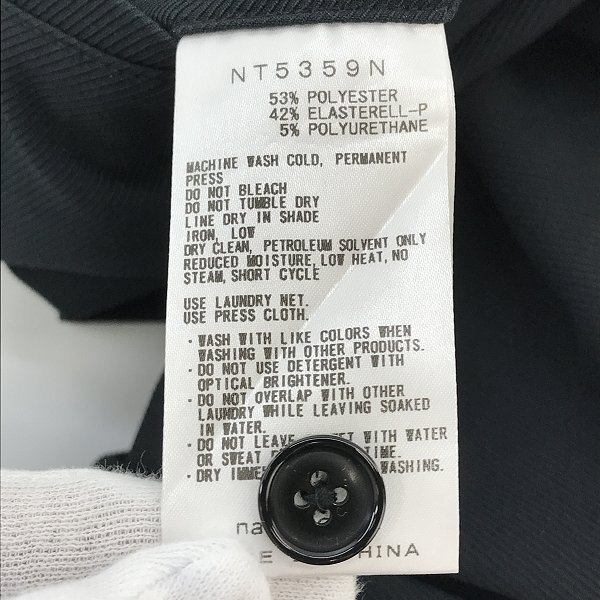 NT5359N
53% POLYESTER
42% ELASTERELL-P
5% POLYURETHANE
MACHINE WASH COLD, PERMANENT
PRESS
DO NOT BLEACH
DO NOT TUMBLE DRY
LINE DRY IN SHADE
IRON, LOW
DRY CLEAN, PETROLEUM SOLVENT ONLY
REDUCED MOISTURE, LOW HEAT, NO
STEAM, SHORT CYCLE
USE LAUNDRY NET.
USE PRESS CLOTH.
・WASH WITH LIKE COLORS WHEN
WASHING WITH OTHER PRODUCTS.
・DO NOT USE DETERGENT WITH
OPTICAL BRIGHTENER.
・DO NOT OVERLAP WITH OTHER
LAUNDRY WHILE LEAVING SOAKED
IN WATER.
・DO NOT LEAVE WITH WATER
OR SWEAT TIME.
・DRY WASHING.
CHINA